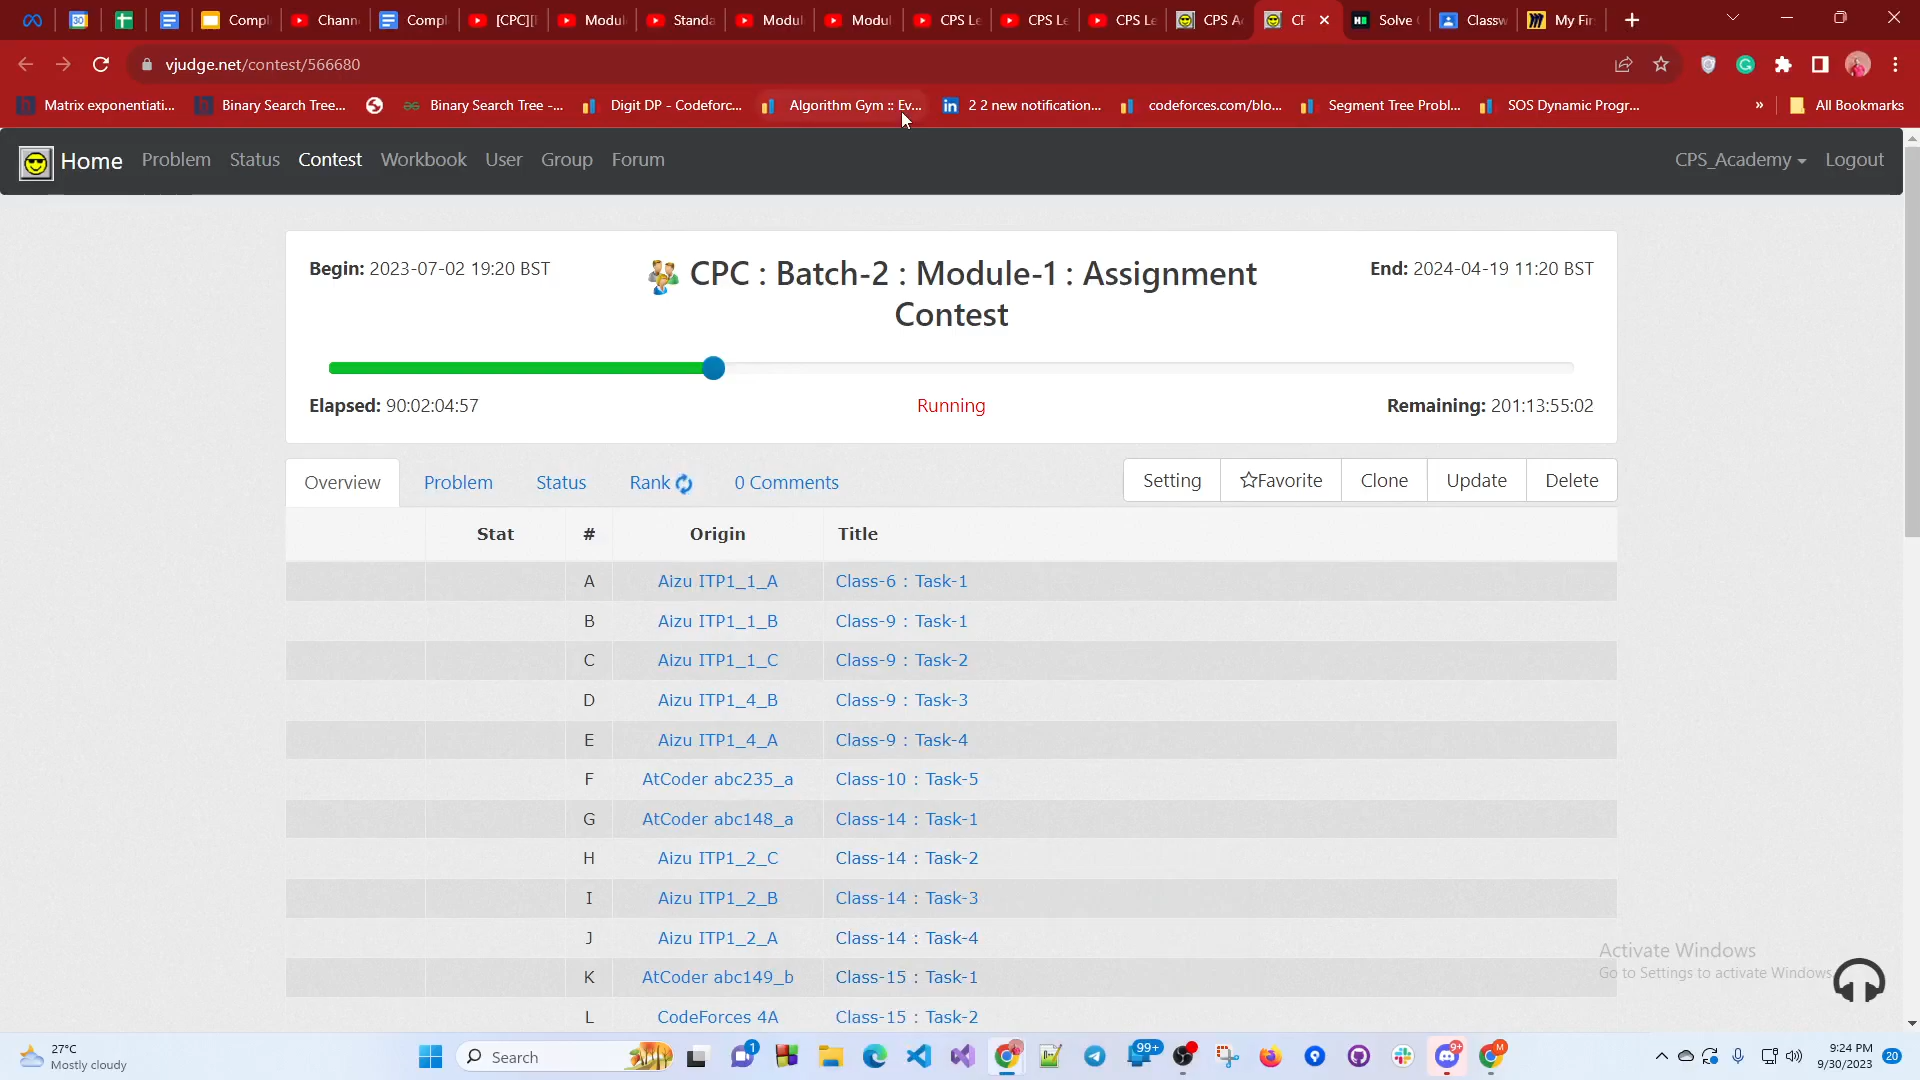 Compl
Chann
Compl
[CPC][
Modul
Standa
Modul
Modul
CPS Le
CPS Le
CPS Le
CPS A
CP
Solve
Classw
My Fir
vjudge.net/contest/566680
Matrix exponentiati...
Binary Search Tree...
Binary Search Tree -...
Digit DP - Codeforc...
Algorithm Gym :: Ev...
2 2 new notification...
codeforces.com/blo...
Segment Tree Probl...
SOS Dynamic Progr...
»
All Bookmarks
Home Problem Status Contest Workbook User Group Forum CPS_Academy Logout
Begin: 2023-07-02 19:20 BST
CPC : Batch-2 : Module-1 : Assignment
Contest
End: 2024-04-19 11:20 BST
Elapsed: 90:02:04:57
Running
Remaining: 201:13:55:02
Overview Problem Status Rank 0 Comments
Setting ☆Favorite Clone Update Delete
Stat # Origin Title
A Aizu ITP1_1_A Class-6 : Task-1
B Aizu ITP1_1_B Class-9 : Task-1
C Aizu ITP1_1_C Class-9 : Task-2
D Aizu ITP1_4_B Class-9 : Task-3
E Aizu ITP1_4_A Class-9 : Task-4
F AtCoder abc235_a Class-10 : Task-5
G AtCoder abc148_a Class-14 : Task-1
H Aizu ITP1_2_C Class-14 : Task-2
I Aizu ITP1_2_B Class-14 : Task-3
J Aizu ITP1_2_A Class-14 : Task-4
K AtCoder abc149_b Class-15 : Task-1
L CodeForces 4A Class-15 : Task-2
Activate Windows
Go to Settings to activate Windows.
27°C
Mostly cloudy
Search
1
99+
9+
M
9:24 PM
9/30/2023
20